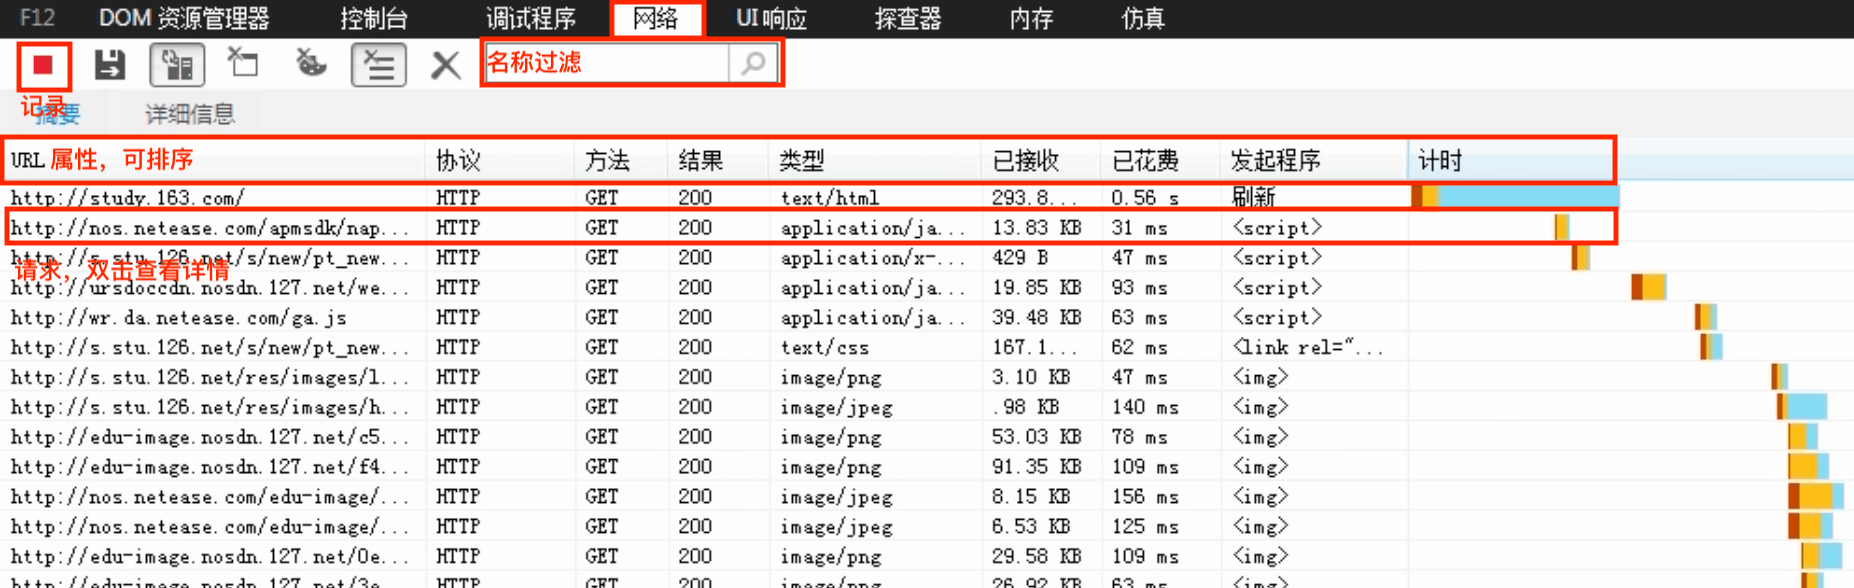 F12 DOM 资源管理器 控制台 调试程序 网络 UI 响应 探查器 内存 仿真
名称过滤
记录
摘要 详细信息
URL 属性，可排序 协议 方法 结果 类型 已接收 已花费 发起程序 计时
http://study.163.com/ HTTP GET 200 text/html 293.8... 0.56 s 刷新
http://nos.netease.com/apmsdk/nap... HTTP GET 200 application/ja... 13.83 KB 31 ms <script>
http://s.stu.126.net/s/new/pt_new... HTTP GET 200 application/x-... 429 B 47 ms <script>
请求，双击查看详情
http://ursdoccdn.nosdn.127.net/we... HTTP GET 200 application/ja... 19.85 KB 93 ms <script>
http://wr.da.netease.com/ga.js HTTP GET 200 application/ja... 39.48 KB 63 ms <script>
http://s.stu.126.net/s/new/pt_new... HTTP GET 200 text/css 167.1... 62 ms <link rel="...
http://s.stu.126.net/res/images/l... HTTP GET 200 image/png 3.10 KB 47 ms <img>
http://s.stu.126.net/res/images/h... HTTP GET 200 image/jpeg .98 KB 140 ms <img>
http://edu-image.nosdn.127.net/c5... HTTP GET 200 image/png 53.03 KB 78 ms <img>
http://edu-image.nosdn.127.net/f4... HTTP GET 200 image/png 91.35 KB 109 ms <img>
http://nos.netease.com/edu-image/... HTTP GET 200 image/jpeg 8.15 KB 156 ms <img>
http://nos.netease.com/edu-image/... HTTP GET 200 image/jpeg 6.53 KB 125 ms <img>
http://edu-image.nosdn.127.net/0e... HTTP GET 200 image/png 29.58 KB 109 ms <img>
http://edu-image.nosdn.127.net/3e... HTTP GET 200 image/png 26.92 KB 63 ms <img>